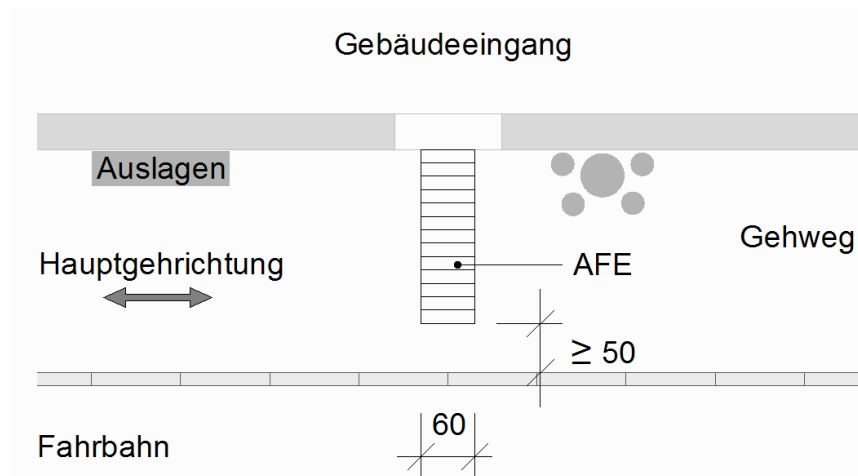 Gebäudeeingang
Auslagen
Gehweg
Hauptgehrichtung
AFE
≥ 50
60
Fahrbahn